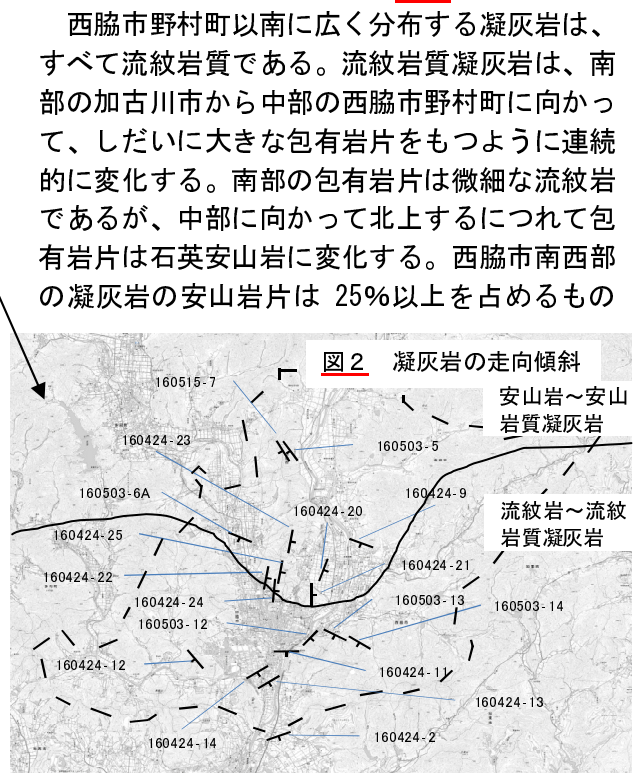 西脇市野村町以南に広く分布する凝灰岩は、
すべて流紋岩質である。流紋岩質凝灰岩は、南
部の加古川市から中部の西脇市野村町に向かっ
て、しだいに大きな包有岩片をもつように連続
的に変化する。南部の包有岩片は微細な流紋岩
であるが、中部に向かって北上するにつれて包
有岩片は石英安山岩に変化する。西脇市南西部
の凝灰岩の安山岩片は 25%以上を占めるもの
図2 凝灰岩の走向傾斜
160515-7
安山岩~安山
岩質凝灰岩
160424-23
160503-5
160503-6A
160424-9
160424-20
流紋岩~流紋
岩質凝灰岩
160424-25
160424-22
160424-21
160424-24
160503-13
160503-14
160503-12
160424-12
160424-11
160424-13
160424-14
160424-2